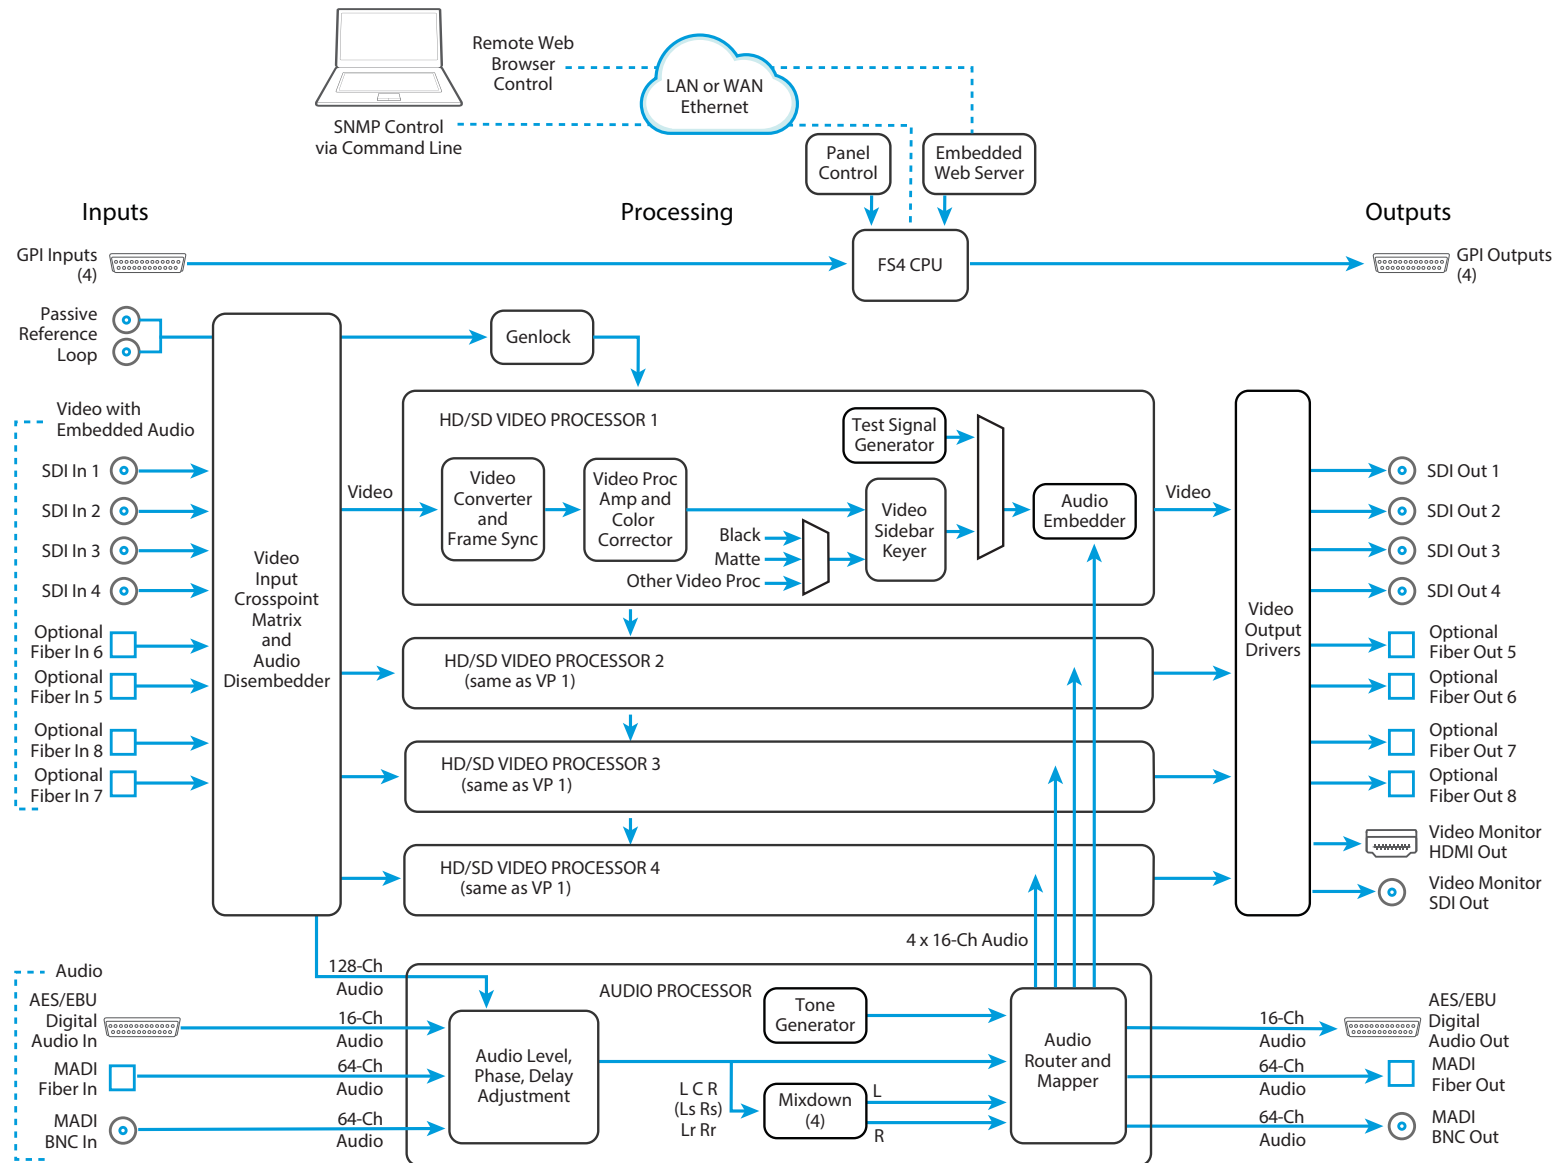 Remote Web
Browser
Control
LAN or WAN
Ethernet
SNMP Control
via Command Line
Panel
Control
Embedded
Web Server
Inputs
Processing
Outputs
GPI Inputs
(4)
FS4 CPU
GPI Outputs
(4)
Passive
Reference
Loop
Genlock
Video with
Embedded Audio
SDI In 1
SDI In 2
SDI In 3
SDI In 4
Optional
Fiber In 6
Optional
Fiber In 5
Optional
Fiber In 8
Optional
Fiber In 7
Video
Input
Crosspoint
Matrix
and
Audio
Disembedder
Video
HD/SD VIDEO PROCESSOR 1
Video
Converter
and
Frame Sync
Video Proc
Amp and
Color
Corrector
Test Signal
Generator
Black
Matte
Other Video Proc
Video
Sidebar
Keyer
Audio
Embedder
Video
HD/SD VIDEO PROCESSOR 2
(same as VP 1)
HD/SD VIDEO PROCESSOR 3
(same as VP 1)
HD/SD VIDEO PROCESSOR 4
(same as VP 1)
Video
Output
Drivers
SDI Out 1
SDI Out 2
SDI Out 3
SDI Out 4
Optional
Fiber Out 5
Optional
Fiber Out 6
Optional
Fiber Out 7
Optional
Fiber Out 8
Video Monitor
HDMI Out
Video Monitor
SDI Out
4 x 16-Ch Audio
Audio
AES/EBU
Digital
Audio In
MADI
Fiber In
MADI
BNC In
128-Ch
Audio
16-Ch
Audio
64-Ch
Audio
64-Ch
Audio
AUDIO PROCESSOR
Audio Level,
Phase, Delay
Adjustment
Tone
Generator
L C R
(Ls Rs)
Lr Rr
Mixdown
(4)
L
R
Audio
Router and
Mapper
16-Ch
Audio
64-Ch
Audio
64-Ch
Audio
AES/EBU
Digital
Audio Out
MADI
Fiber Out
MADI
BNC Out